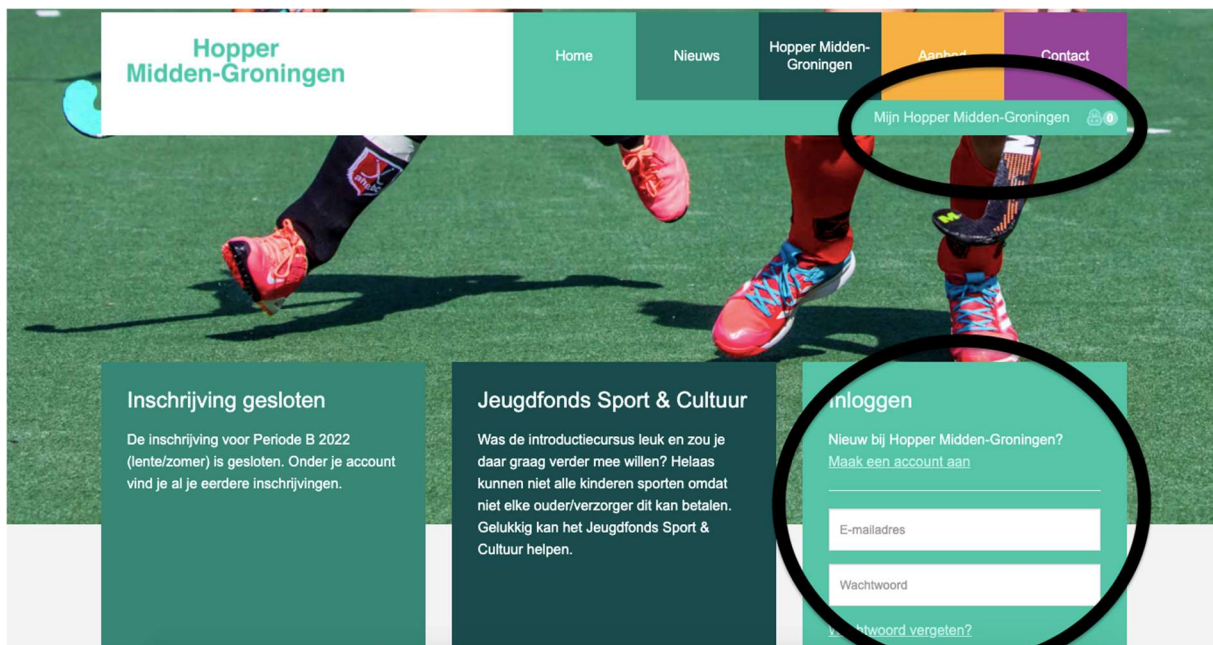 Hopper
Midden-Groningen
Home
Nieuws
Hopper Midden-
Groningen
Aanbod
Contact
Mijn Hopper Midden-Groningen 0
Inschrijving gesloten
De inschrijving voor Periode B 2022
(lente/zomer) is gesloten. Onder je account
vind je al je eerdere inschrijvingen.
Jeugdfonds Sport & Cultuur
Was de introductiecursus leuk en zou je
daar graag verder mee willen? Helaas
kunnen niet alle kinderen sporten omdat
niet elke ouder/verzorger dit kan betalen.
Gelukkig kan het Jeugdfonds Sport &
Cultuur helpen.
Inloggen
Nieuw bij Hopper Midden-Groningen?
Maak een account aan
E-mailadres
Wachtwoord
Wachtwoord vergeten?